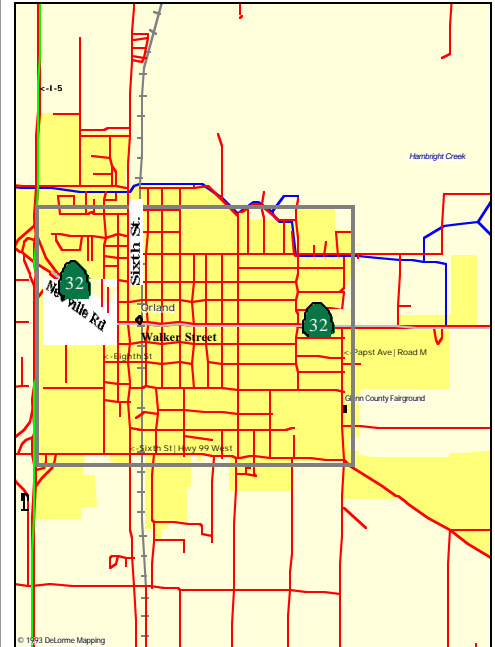 <-I-5
Hambright Creek
Sixth St.
32
Newville Rd
Orland
32
Walker Street
<-Eighth St
<-Papst Ave | Road M
Glenn County Fairground
<-Sixth St | Hwy 99 West
© 1993 DeLorme Mapping